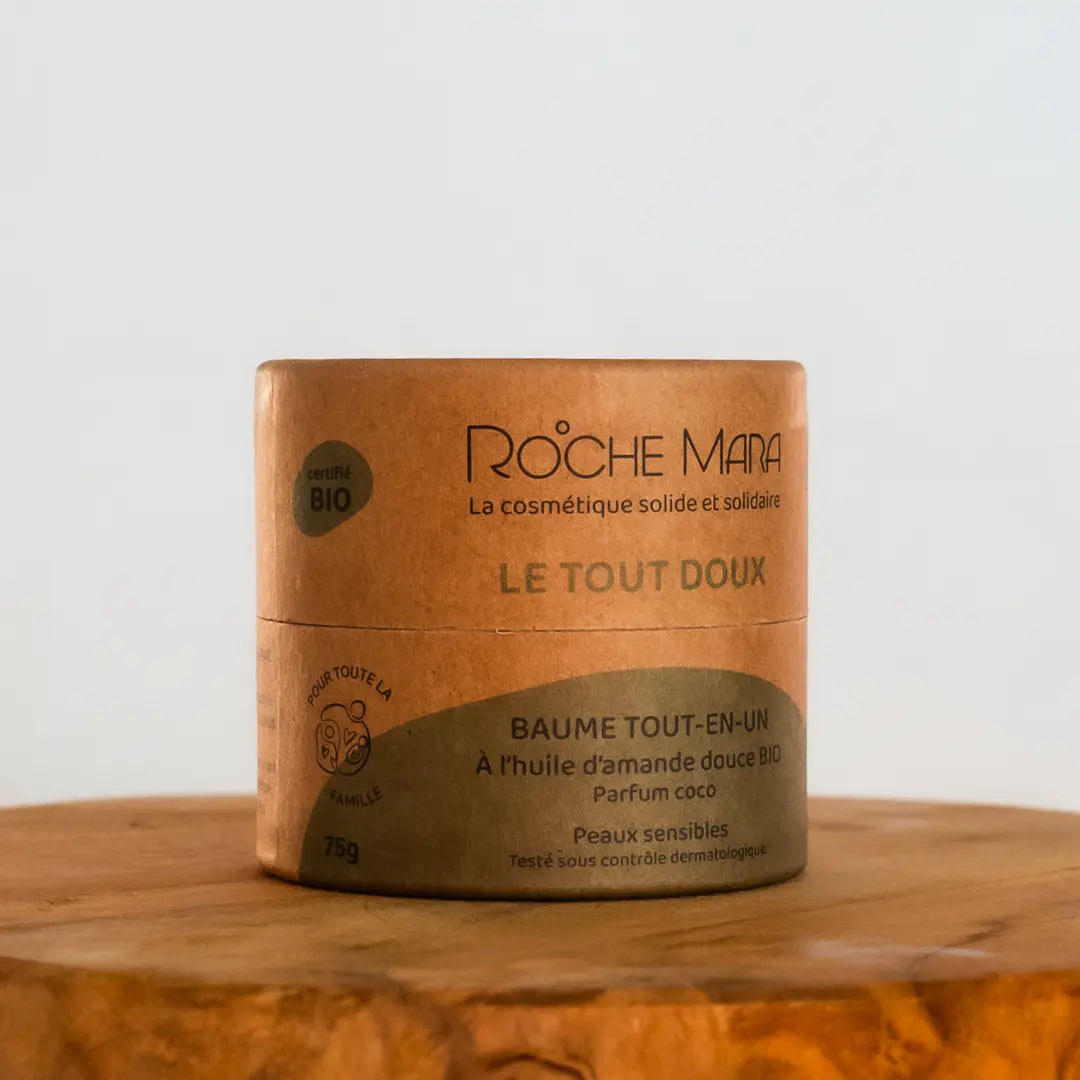 ROCHE MARA
La cosmétique solide et solidaire
certifié
BIO
LE TOUT DOUX
POUR TOUTE LA
FAMILLE
75g
BAUME TOUT-EN-UN
À l'huile d'amande douce BIO
Parfum coco
Peaux sensibles
Testé sous contrôle dermatologique.